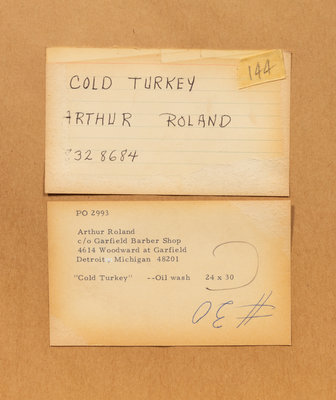 144
COLD TURKEY
ARTHUR ROLAND
32 8684
PO 2993
Arthur Roland
c/o Garfield Barber Shop
4614 Woodward at Garfield
Detroit, Michigan 48201
"Cold Turkey" --Oil wash 24 x 30
#30